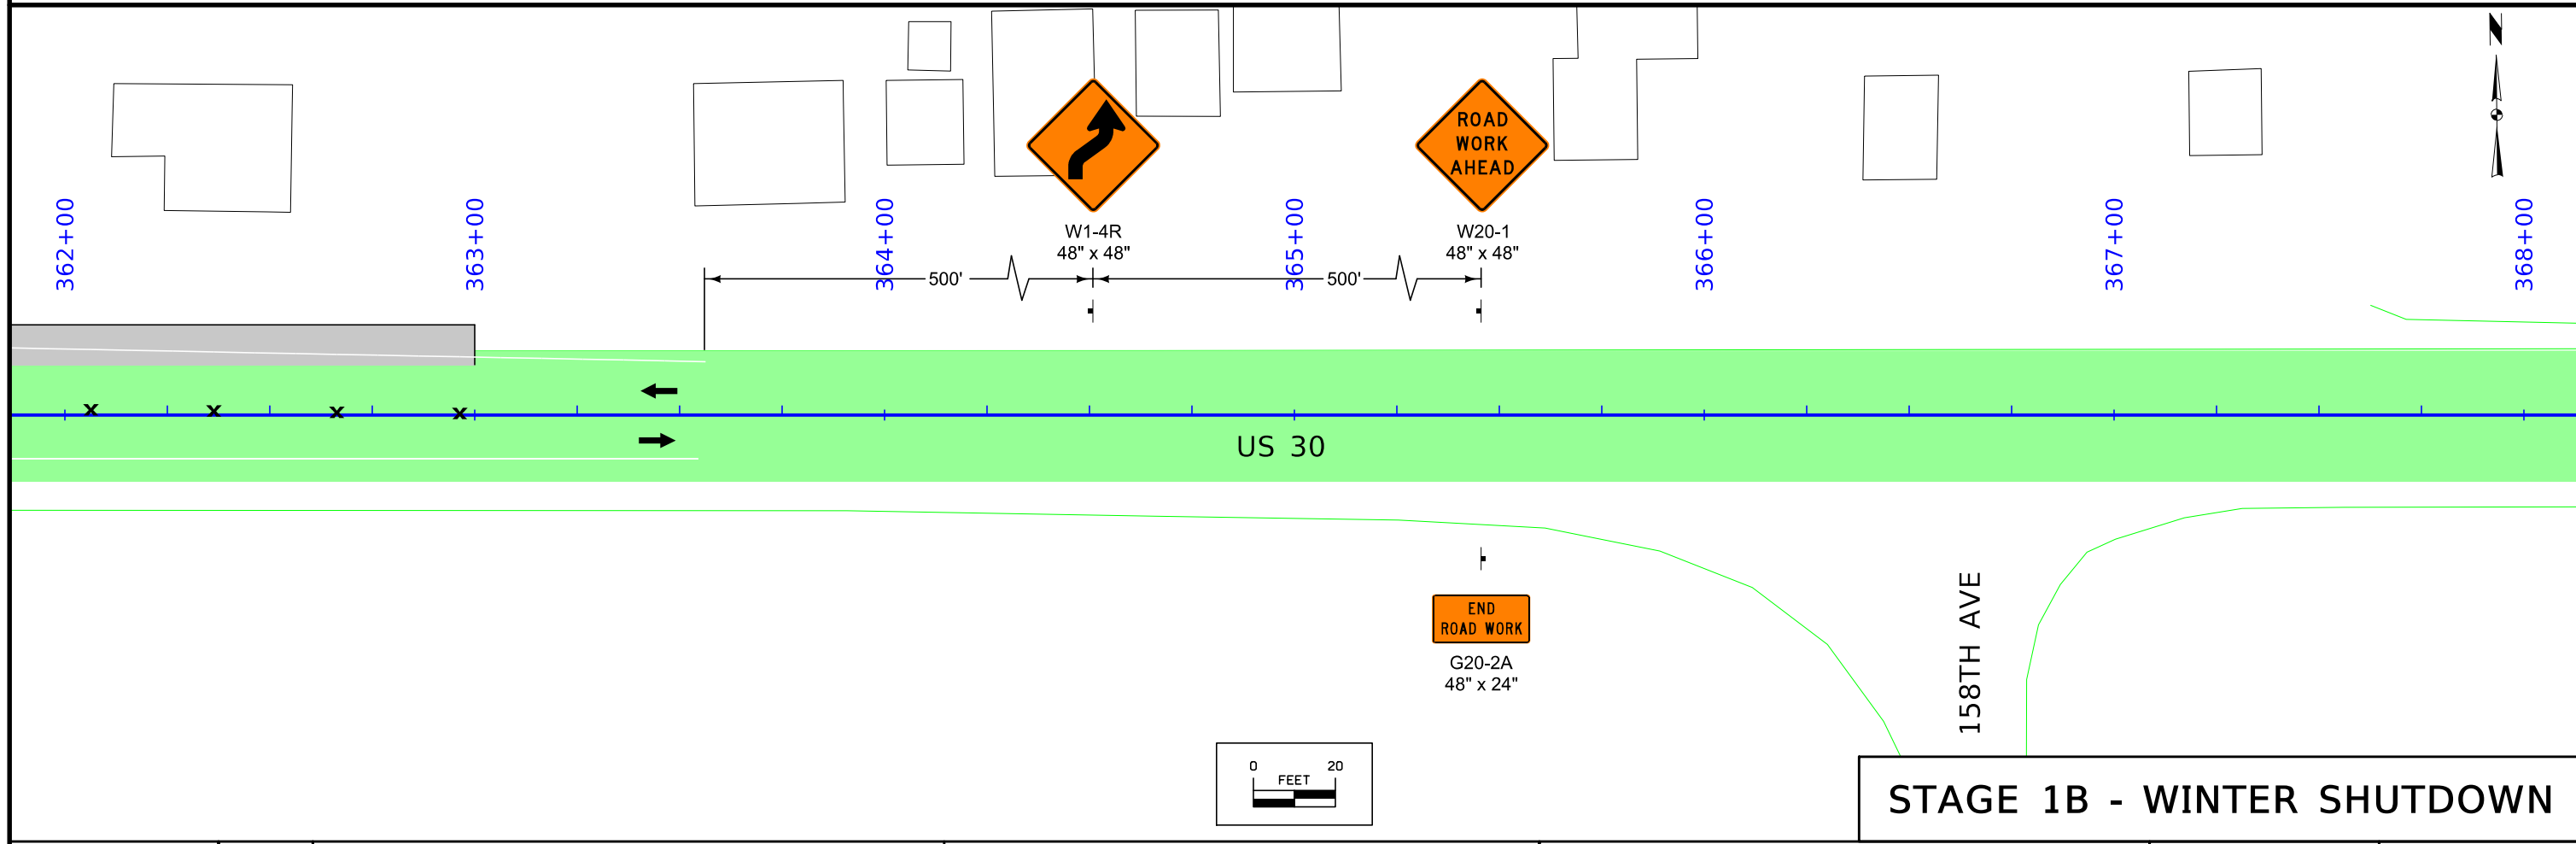 N
ROAD
WORK
AHEAD
W1-4R
48" x 48"
W20-1
48" x 48"
362+00
363+00
364+00
365+00
366+00
367+00
368+00
500'
500'
x x x x
US 30
END
ROAD WORK
G20-2A
48" x 24"
158TH AVE
0 20
FEET
STAGE 1B - WINTER SHUTDOWN